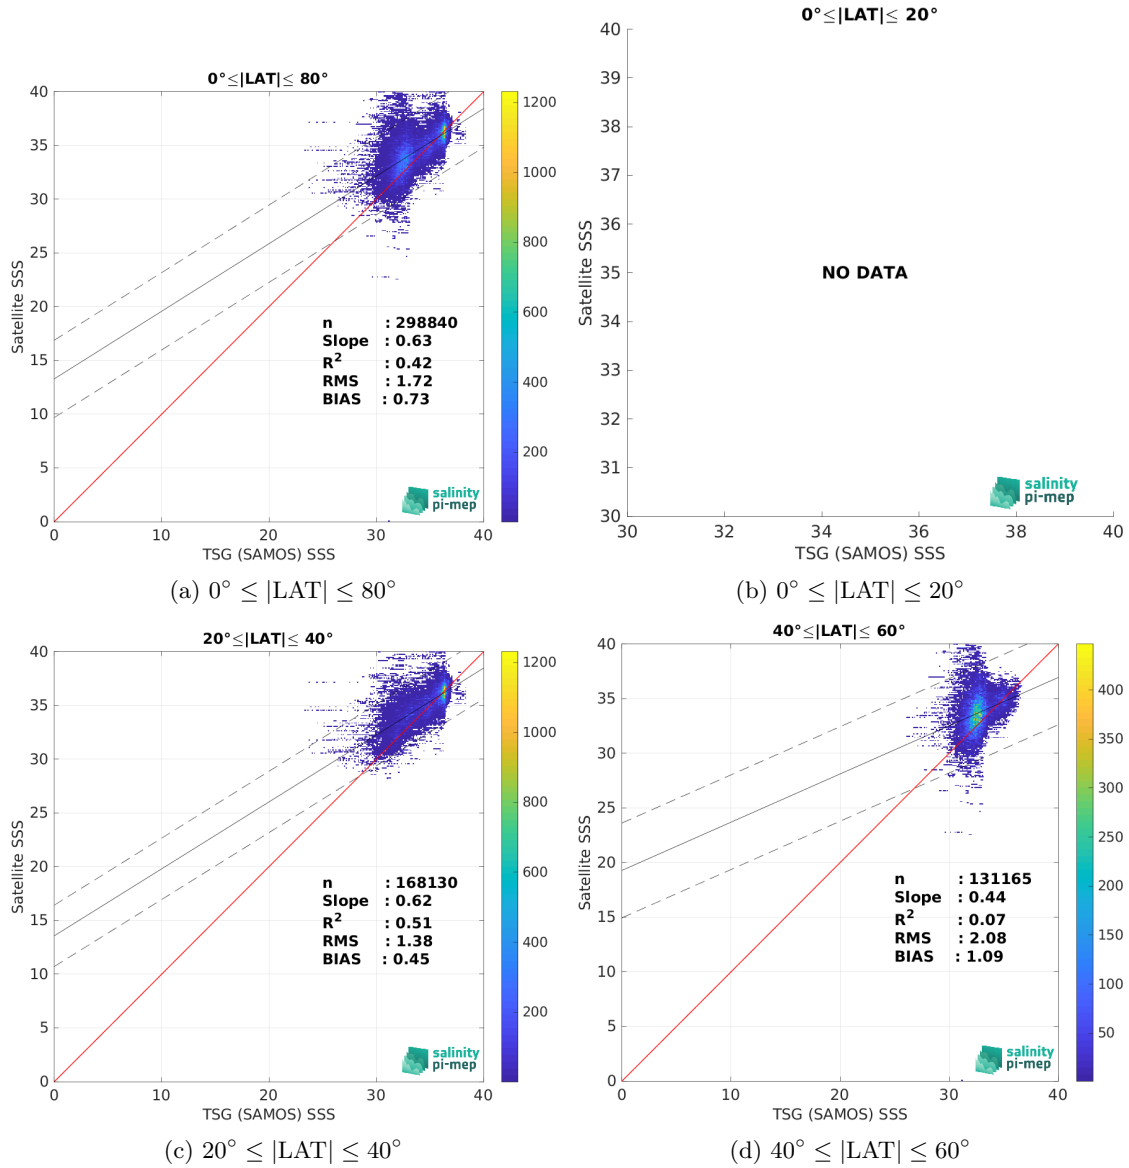 0°≤|LAT|≤ 80°
40
35
30
25
20
15
10
5
0
Satellite SSS
n : 298840
Slope : 0.63
R² : 0.42
RMS : 1.72
BIAS : 0.73
salinity
pi-mep
0 10 20 30 40
TSG (SAMOS) SSS
1200
1000
800
600
400
200
(a) 0° ≤ |LAT| ≤ 80°
0°≤|LAT|≤ 20°
40
39
38
37
36
35
34
33
32
31
30
Satellite SSS
NO DATA
salinity
pi-mep
30 32 34 36 38 40
TSG (SAMOS) SSS
(b) 0° ≤ |LAT| ≤ 20°
20°≤|LAT|≤ 40°
40
35
30
25
20
15
10
5
0
Satellite SSS
n : 168130
Slope : 0.62
R² : 0.51
RMS : 1.38
BIAS : 0.45
salinity
pi-mep
0 10 20 30 40
TSG (SAMOS) SSS
1200
1000
800
600
400
200
(c) 20° ≤ |LAT| ≤ 40°
40°≤|LAT|≤ 60°
40
35
30
25
20
15
10
5
0
Satellite SSS
n : 131165
Slope : 0.44
R² : 0.07
RMS : 2.08
BIAS : 1.09
salinity
pi-mep
0 10 20 30 40
TSG (SAMOS) SSS
400
350
300
250
200
150
100
50
(d) 40° ≤ |LAT| ≤ 60°